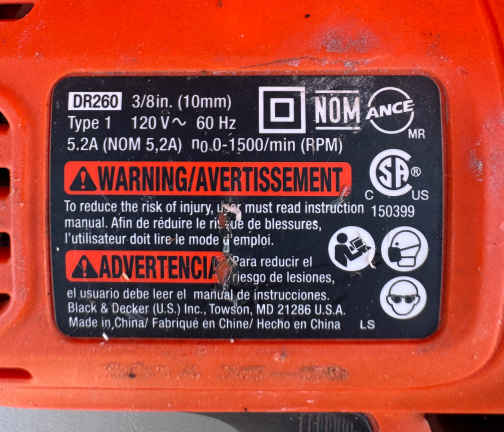 DR260 3/8in. (10mm)
Type 1 120 V~ 60 Hz
5.2A (NOM 5,2A) n0.0-1500/min (RPM)
NOM
ANCE
MR
WARNING/AVERTISSEMENT
To reduce the risk of injury, user must read instruction
manual. Afin de réduire le risque de blessures,
l'utilisateur doit lire le mode d'emploi.
C SA ® US
150399
ADVERTENCIA Para reducir el
riesgo de lesiones,
el usuario debe leer el manual de instrucciones.
Black & Decker (U.S.) Inc., Towson, MD 21286 U.S.A.
Made in China/ Fabriqué en Chine/ Hecho en China LS